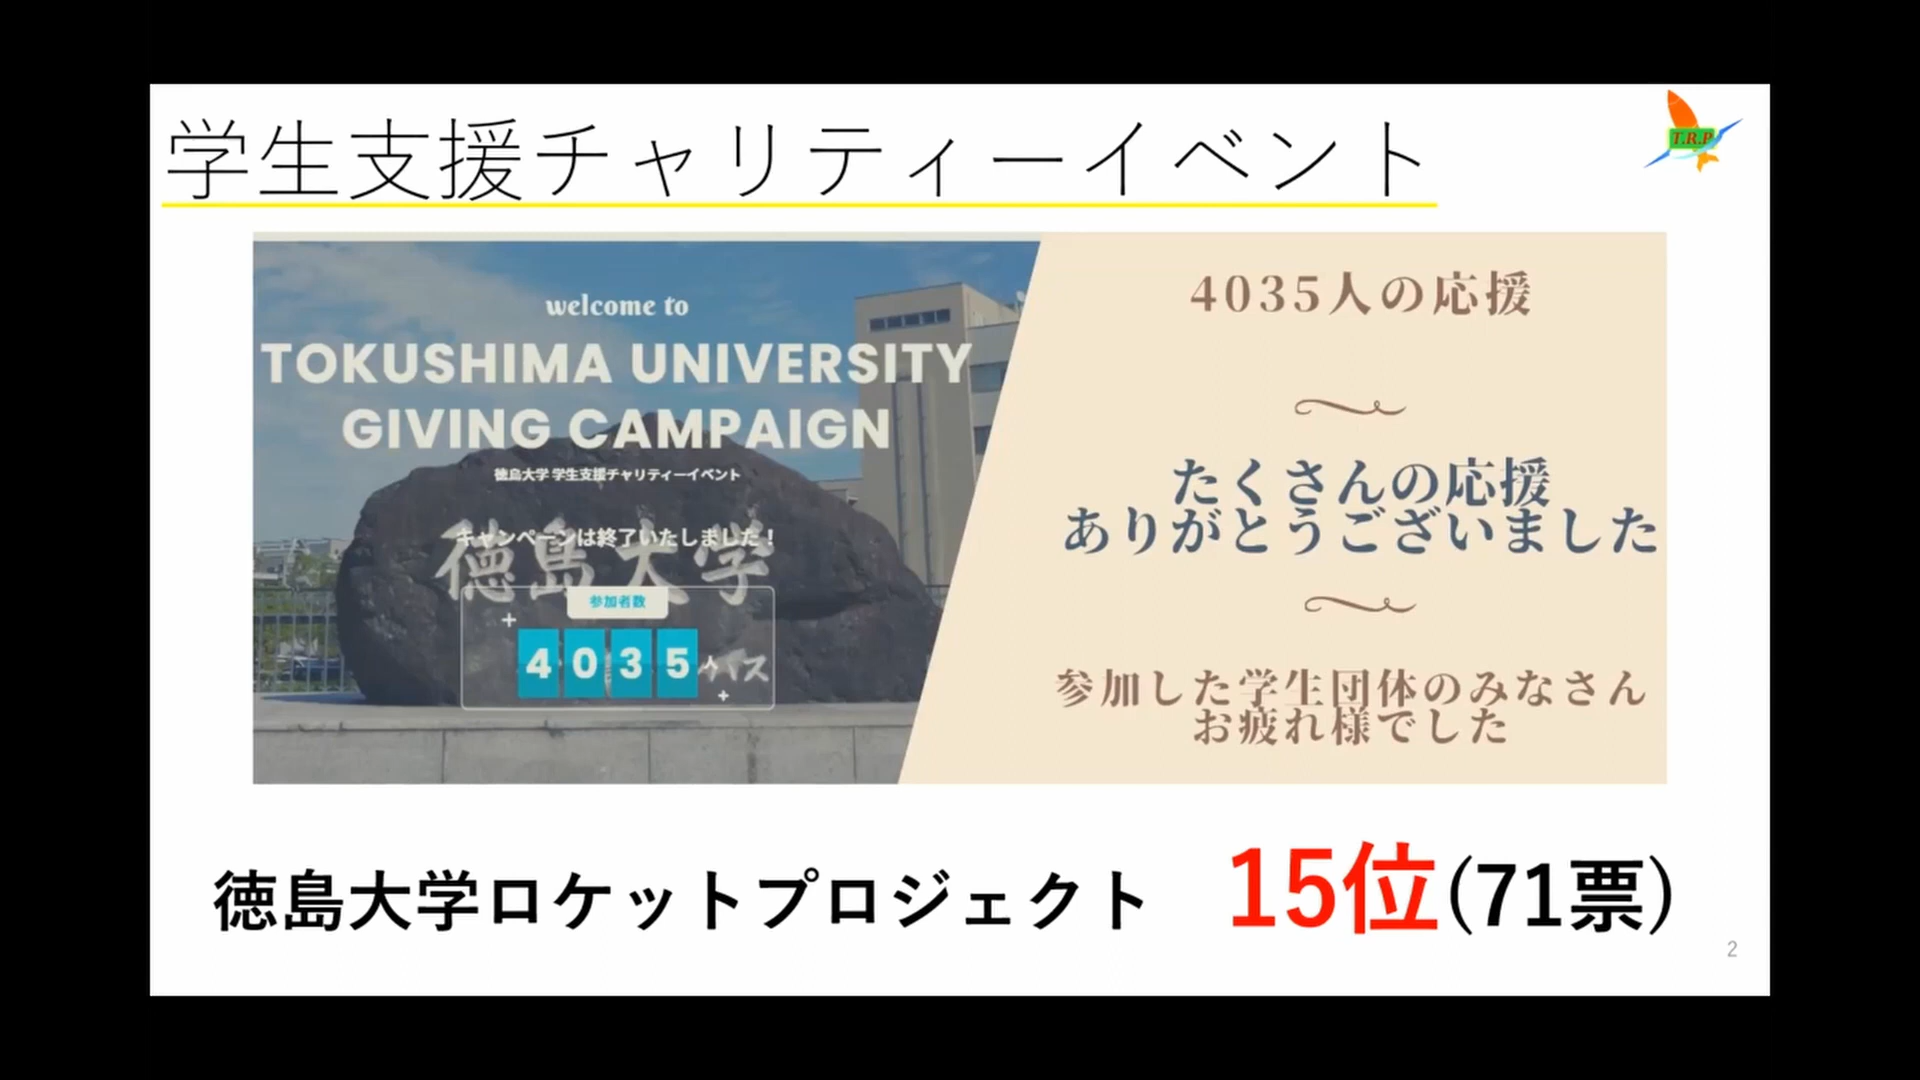 学生支援チャリティーイベント
T.R.P
welcome to
TOKUSHIMA UNIVERSITY
GIVING CAMPAIGN
徳島大学 学生支援チャリティーイベント
キャンペーンは終了いたしました！
徳島大学
参加者数
4035人
4035人の応援
たくさんの応援
ありがとうございました
参加した学生団体のみなさん
お疲れ様でした
徳島大学ロケットプロジェクト 15位(71票)
2